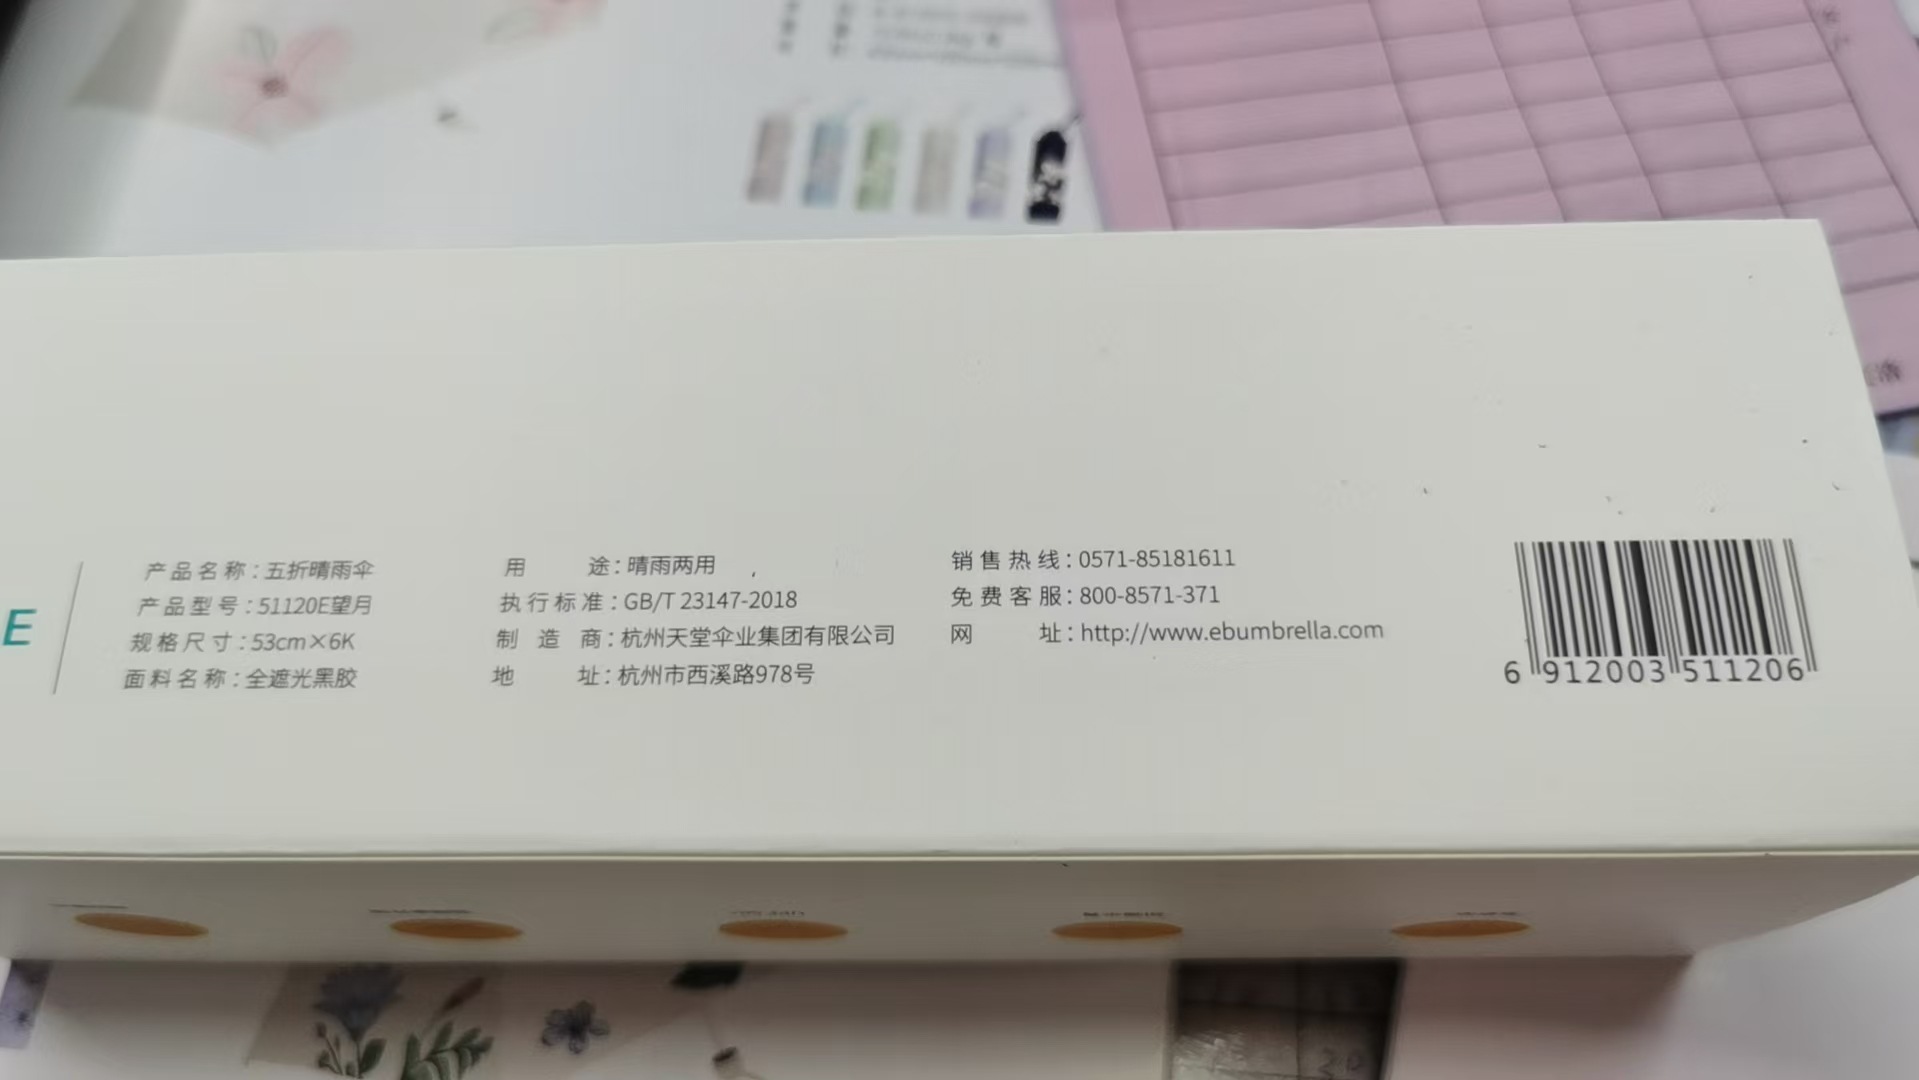 E
产品名称:五折晴雨伞
产品型号:51120E望月
规格尺寸:53cm×6K
面料名称:全遮光黑胶
用途:晴雨两用
执行标准:GB/T 23147-2018
制造商:杭州天堂伞业集团有限公司
地址:杭州市西溪路978号
销售热线:0571-85181611
免费客服:800-8571-371
网址:http://www.ebumbrella.com
6 912003 511206